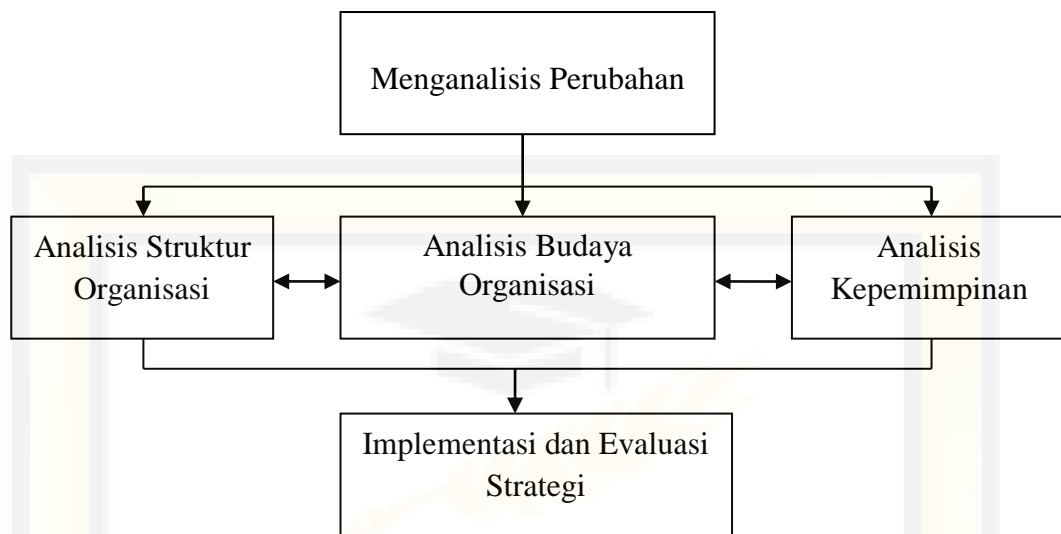 Menganalisis Perubahan
Analisis Struktur
Organisasi
Analisis Budaya
Organisasi
Analisis
Kepemimpinan
Implementasi dan Evaluasi
Strategi